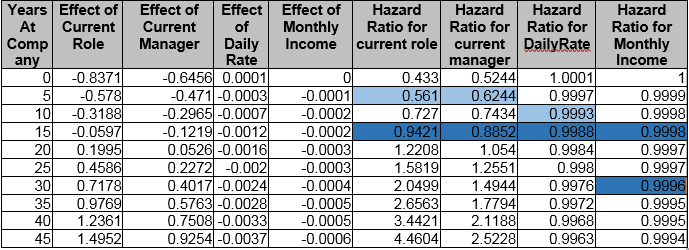 Years At Comp any | Effect of Current Role | Effect of Current Manager | Effect of Daily Rate | Effect of Monthly Income | Hazard Ratio for current role | Hazard Ratio for current manager | Hazard Ratio for DailyRate | Hazard Ratio for Monthly Income
0 | -0.8371 | -0.6456 | 0.0001 | 0 | 0.433 | 0.5244 | 1.0001 | 1
5 | -0.578 | -0.471 | -0.0003 | -0.0001 | 0.561 | 0.6244 | 0.9997 | 0.9999
10 | -0.3188 | -0.2965 | -0.0007 | -0.0002 | 0.727 | 0.7434 | 0.9993 | 0.9998
15 | -0.0597 | -0.1219 | -0.0012 | -0.0002 | 0.9421 | 0.8852 | 0.9988 | 0.9998
20 | 0.1995 | 0.0526 | -0.0016 | -0.0003 | 1.2208 | 1.054 | 0.9984 | 0.9997
25 | 0.4586 | 0.2272 | -0.002 | -0.0003 | 1.5819 | 1.2551 | 0.998 | 0.9997
30 | 0.7178 | 0.4017 | -0.0024 | -0.0004 | 2.0499 | 1.4944 | 0.9976 | 0.9996
35 | 0.9769 | 0.5763 | -0.0028 | -0.0005 | 2.6563 | 1.7794 | 0.9972 | 0.9995
40 | 1.2361 | 0.7508 | -0.0033 | -0.0005 | 3.4421 | 2.1188 | 0.9968 | 0.9995
45 | 1.4952 | 0.9254 | -0.0037 | -0.0006 | 4.4604 | 2.5228 | 0.9963 | 0.9994